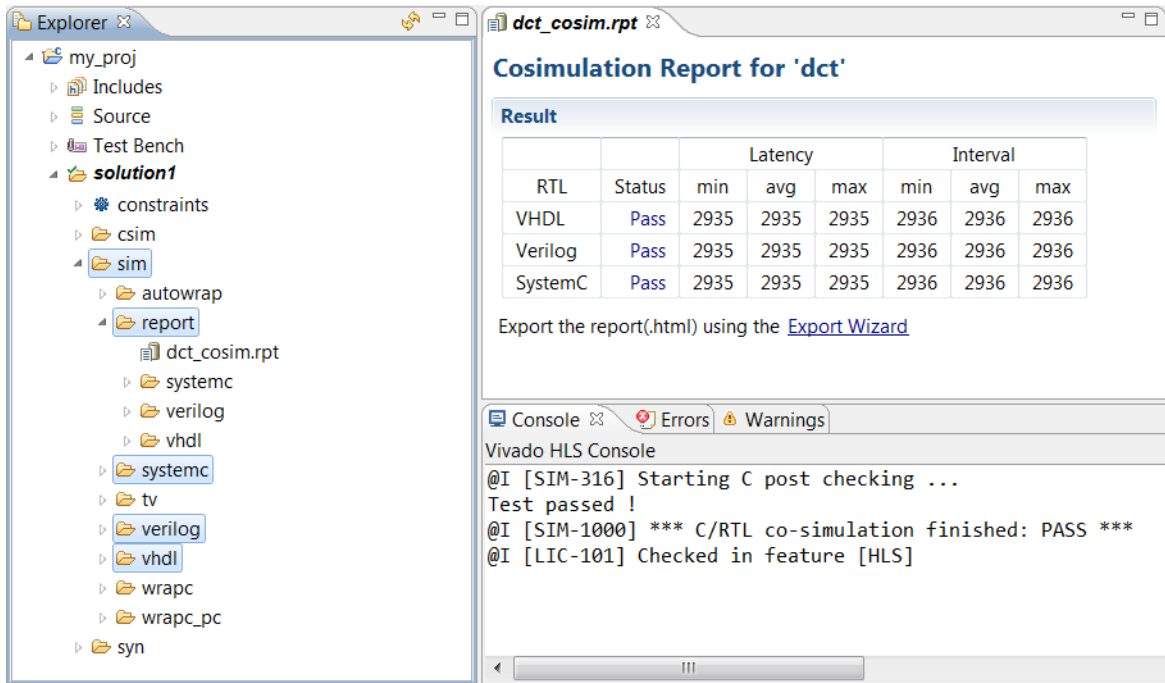 Explorer
my_proj
Includes
Source
Test Bench
solution1
constraints
csim
sim
autowrap
report
dct_cosim.rpt
systemc
verilog
vhdl
systemc
tv
verilog
vhdl
wrapc
wrapc_pc
syn
dct_cosim.rpt
Cosimulation Report for 'dct'
Result
Latency Interval
RTL Status min avg max min avg max
VHDL Pass 2935 2935 2935 2936 2936 2936
Verilog Pass 2935 2935 2935 2936 2936 2936
SystemC Pass 2935 2935 2935 2936 2936 2936
Export the report(.html) using the Export Wizard
Console Errors Warnings
Vivado HLS Console
@I [SIM-316] Starting C post checking ...
Test passed !
@I [SIM-1000] *** C/RTL co-simulation finished: PASS ***
@I [LIC-101] Checked in feature [HLS]